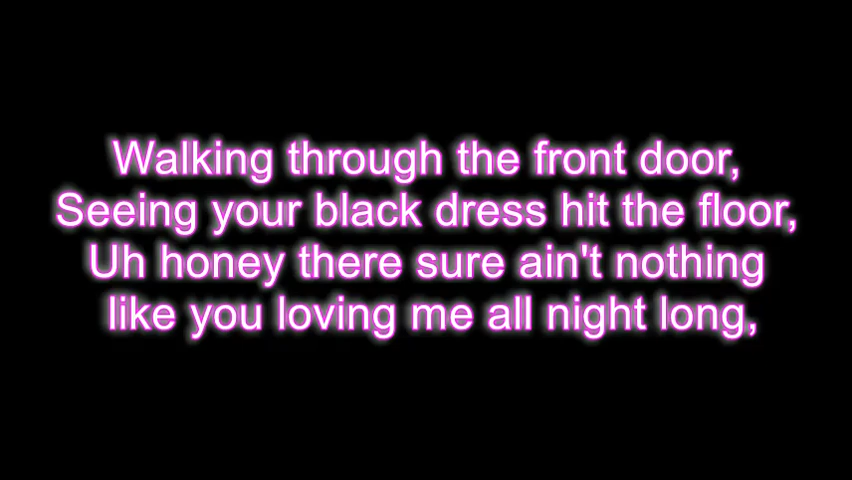 Walking through the front door,
Seeing your black dress hit the floor,
Uh honey there sure ain't nothing
like you loving me all night long,